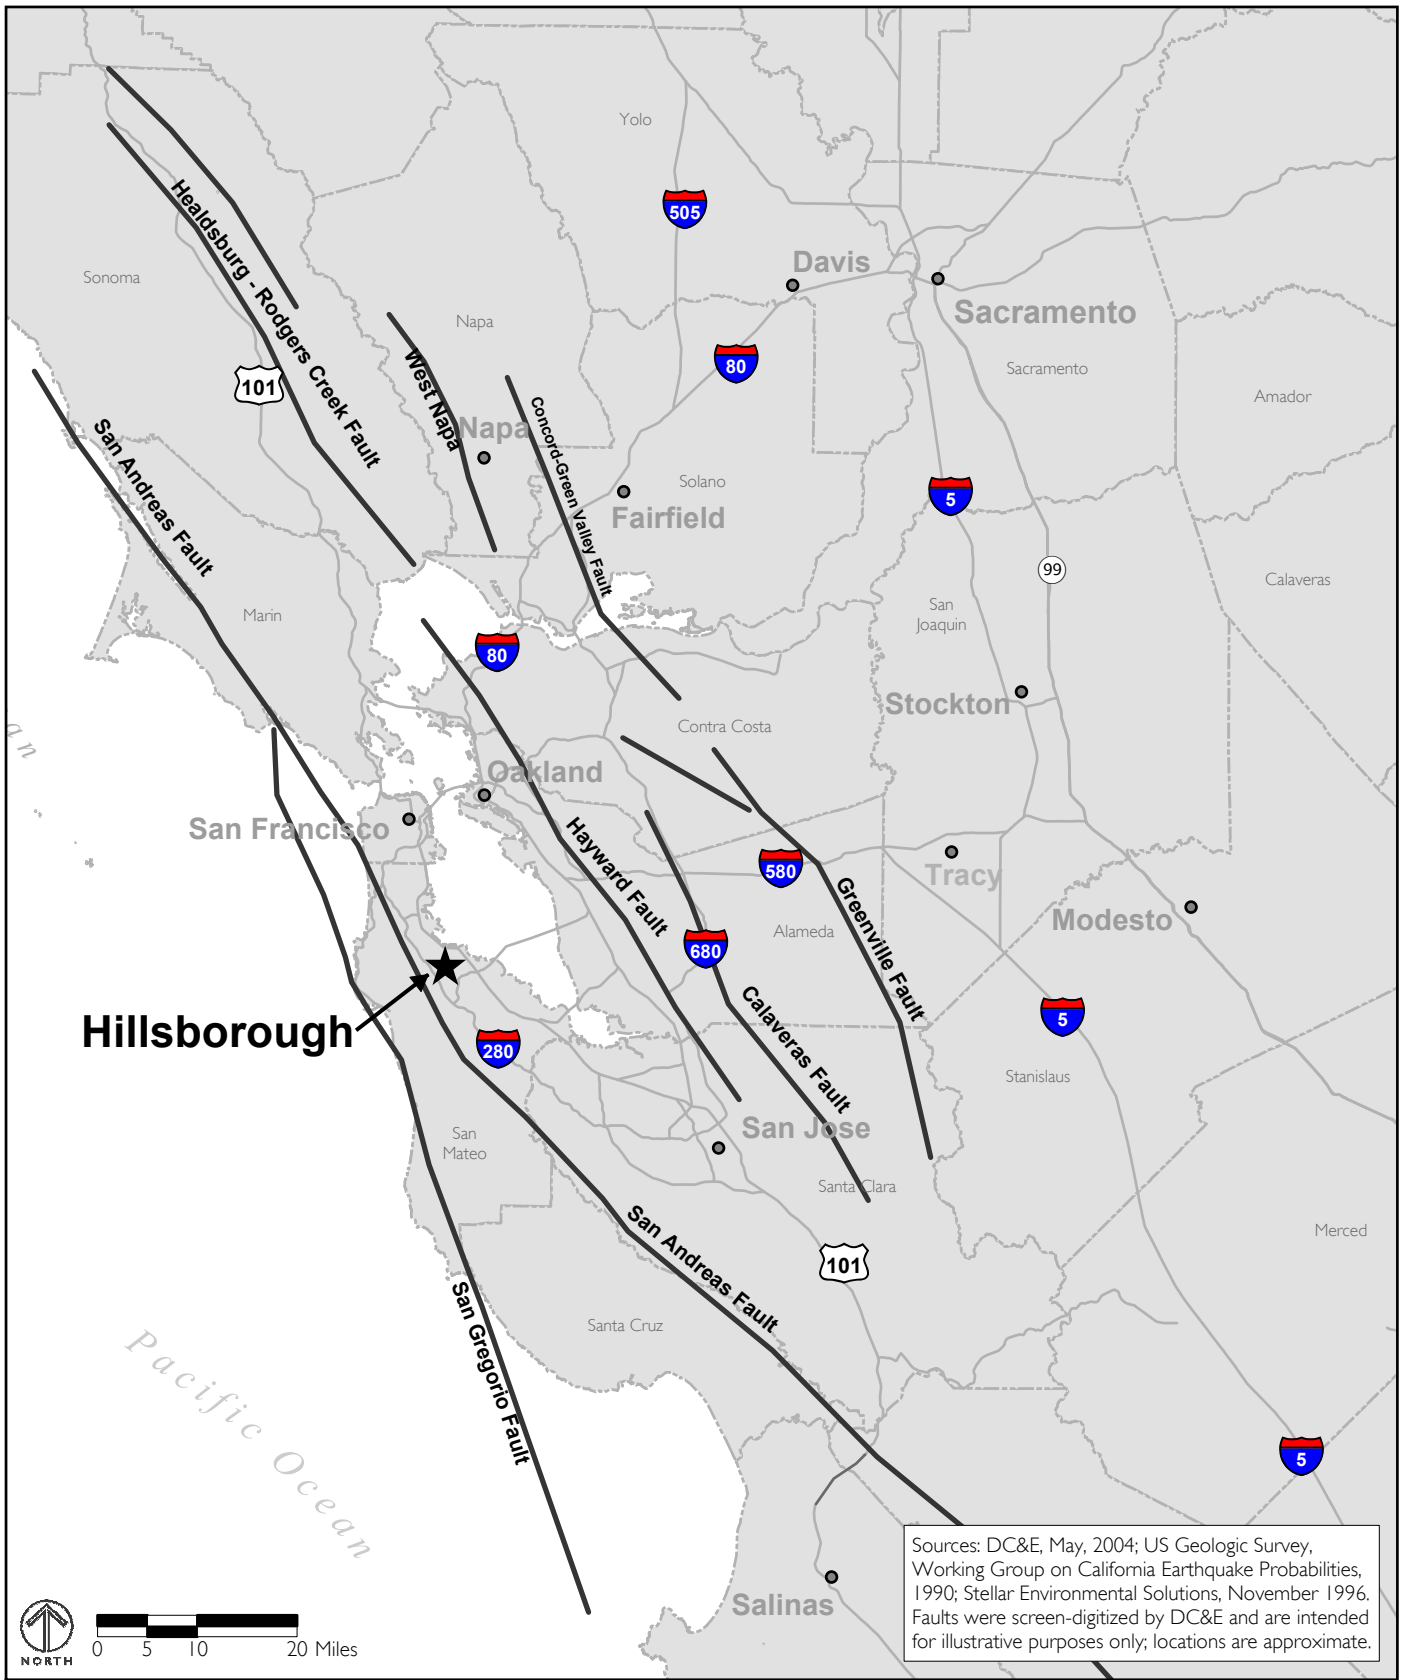 Yolo
505
Davis
Sacramento
Healdsburg - Rodgers Creek Fault
Sonoma
Napa
80
Sacramento
Amador
101
West Napa
Napa
Concord-Green Valley Fault
San Andreas Fault
Solano
Fairfield
5
99
Calaveras
Marin
San
Joaquin
80
Stockton
Contra Costa
an
Oakland
San Francisco
Hayward Fault
580
Tracy
Greenville Fault
Modesto
Alameda
680
Hillsborough
280
Calaveras Fault
5
Stanislaus
San Jose
San
Mateo
Santa Clara
San Andreas Fault
Merced
101
San Gregorio Fault
Santa Cruz
Pacific Ocean
5
Salinas
Sources: DC&E, May, 2004; US Geologic Survey,
Working Group on California Earthquake Probabilities,
1990; Stellar Environmental Solutions, November 1996.
Faults were screen-digitized by DC&E and are intended
for illustrative purposes only; locations are approximate.
NORTH
0 5 10 20 Miles